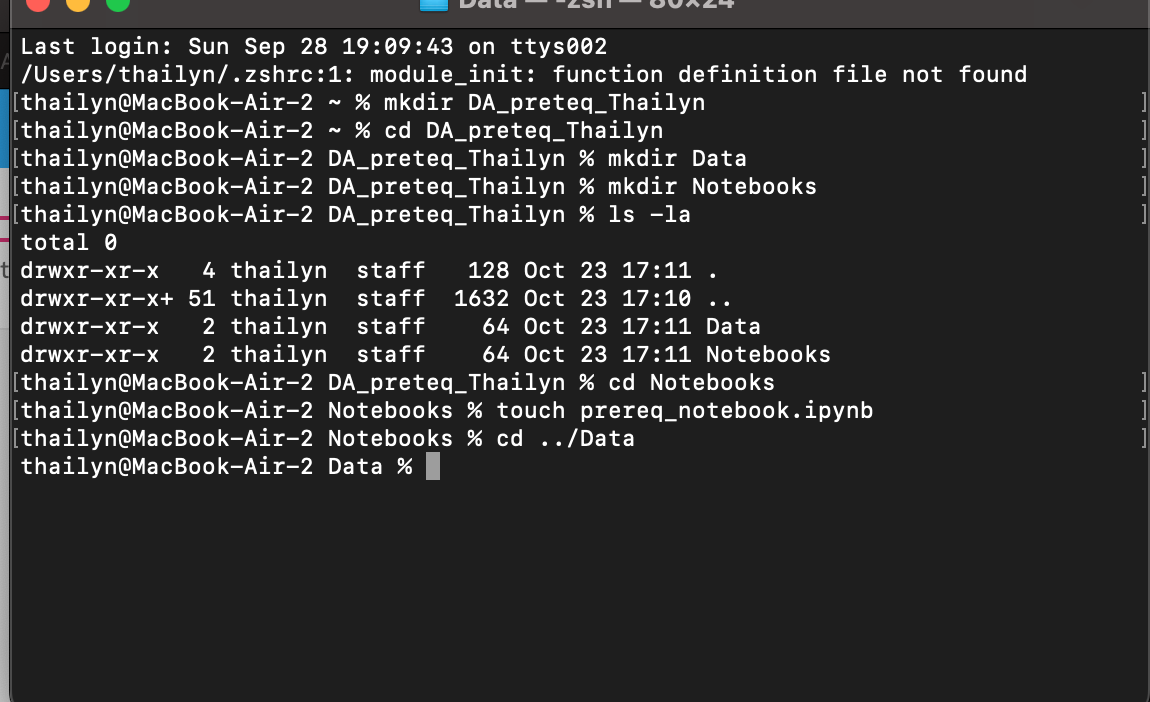 Data — -zsh — 80×24
Last login: Sun Sep 28 19:09:43 on ttys002
/Users/thailyn/.zshrc:1: module_init: function definition file not found
[thailyn@MacBook-Air-2 ~ % mkdir DA_preteq_Thailyn ]
[thailyn@MacBook-Air-2 ~ % cd DA_preteq_Thailyn ]
[thailyn@MacBook-Air-2 DA_preteq_Thailyn % mkdir Data ]
[thailyn@MacBook-Air-2 DA_preteq_Thailyn % mkdir Notebooks ]
[thailyn@MacBook-Air-2 DA_preteq_Thailyn % ls -la ]
total 0
drwxr-xr-x   4 thailyn  staff   128 Oct 23 17:11 .
drwxr-xr-x+ 51 thailyn  staff  1632 Oct 23 17:10 ..
drwxr-xr-x   2 thailyn  staff    64 Oct 23 17:11 Data
drwxr-xr-x   2 thailyn  staff    64 Oct 23 17:11 Notebooks
[thailyn@MacBook-Air-2 DA_preteq_Thailyn % cd Notebooks ]
[thailyn@MacBook-Air-2 Notebooks % touch prereq_notebook.ipynb ]
[thailyn@MacBook-Air-2 Notebooks % cd ../Data ]
thailyn@MacBook-Air-2 Data %